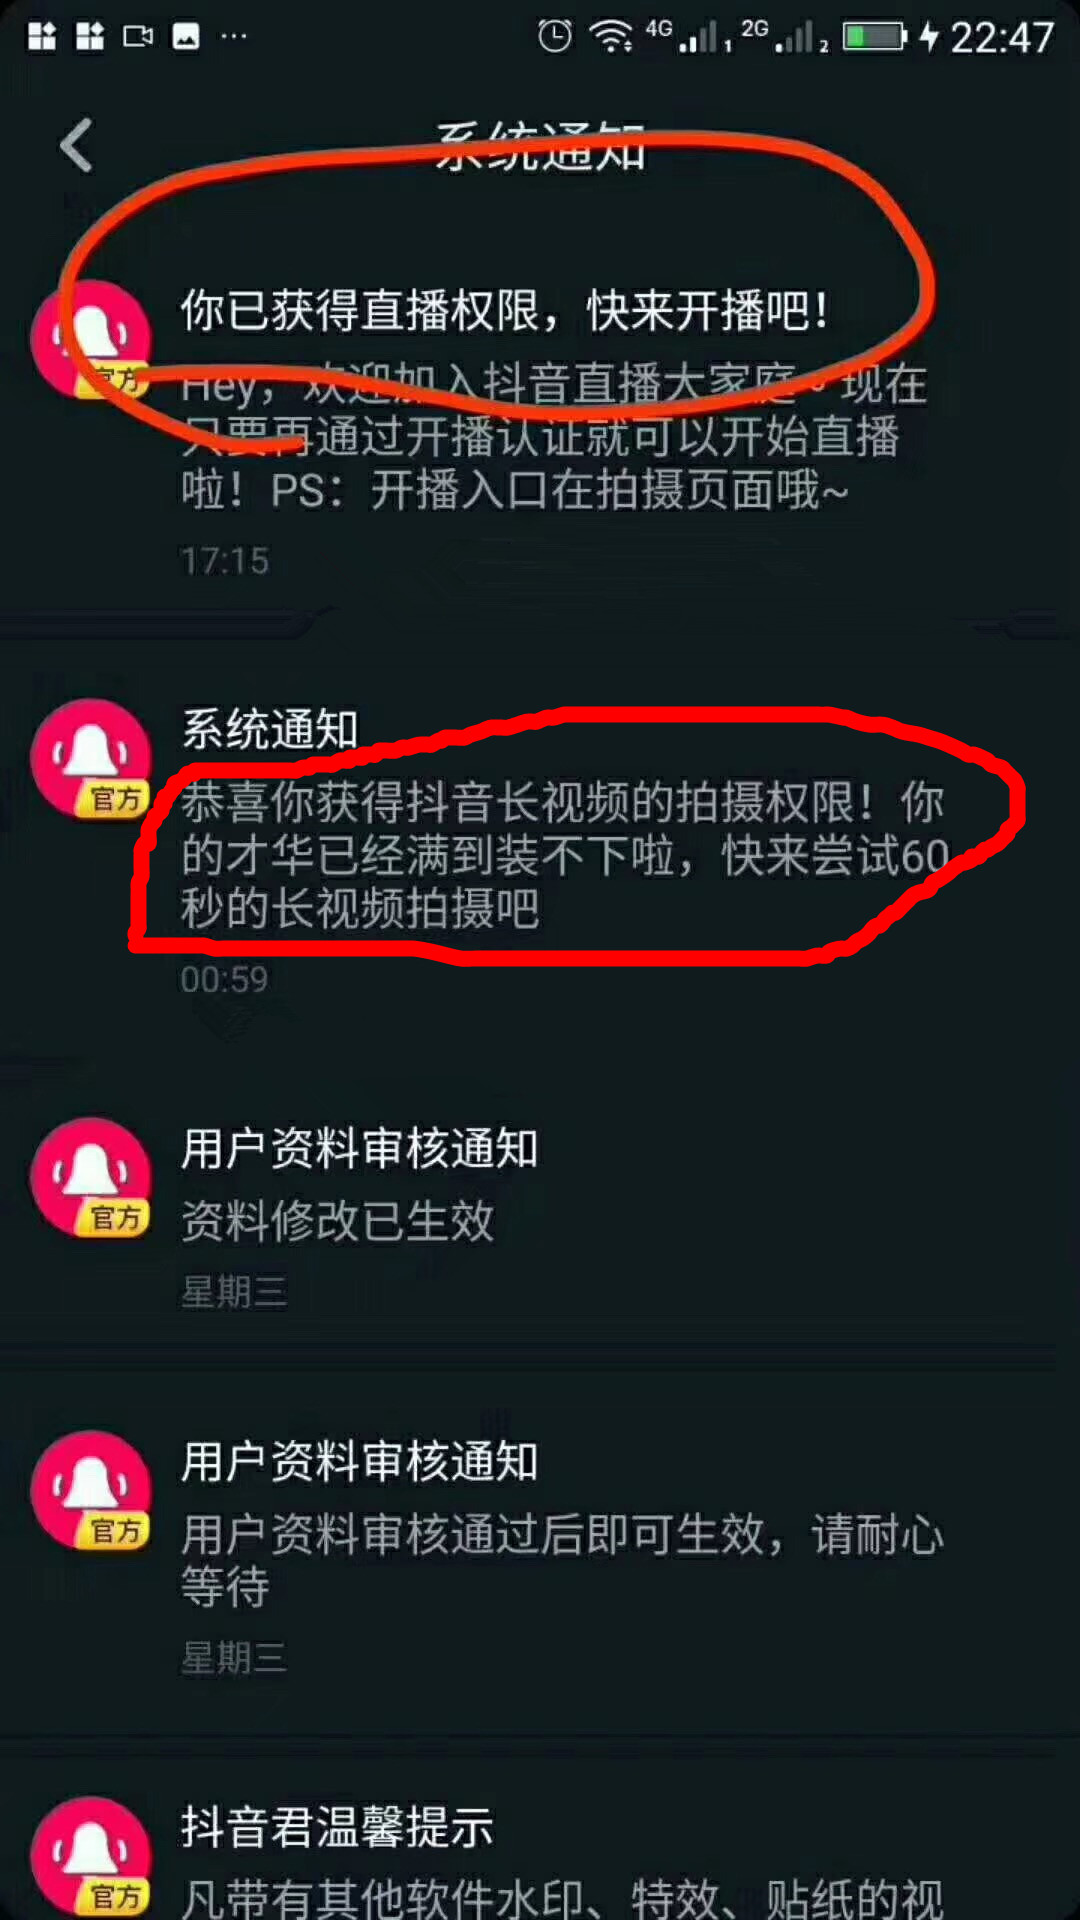 4G 1 2G 2 22:47
系统通知
你已获得直播权限，快来开播吧！
官方
Hey，欢迎加入抖音直播大家庭~现在
只要再通过开播认证就可以开始直播
啦！PS：开播入口在拍摄页面哦~
17:15
系统通知
官方
恭喜你获得抖音长视频的拍摄权限！你
的才华已经满到装不下啦，快来尝试60
秒的长视频拍摄吧
00:59
用户资料审核通知
官方
资料修改已生效
星期三
用户资料审核通知
官方
用户资料审核通过后即可生效，请耐心
等待
星期三
抖音君温馨提示
官方
凡带有其他软件水印、特效、贴纸的视